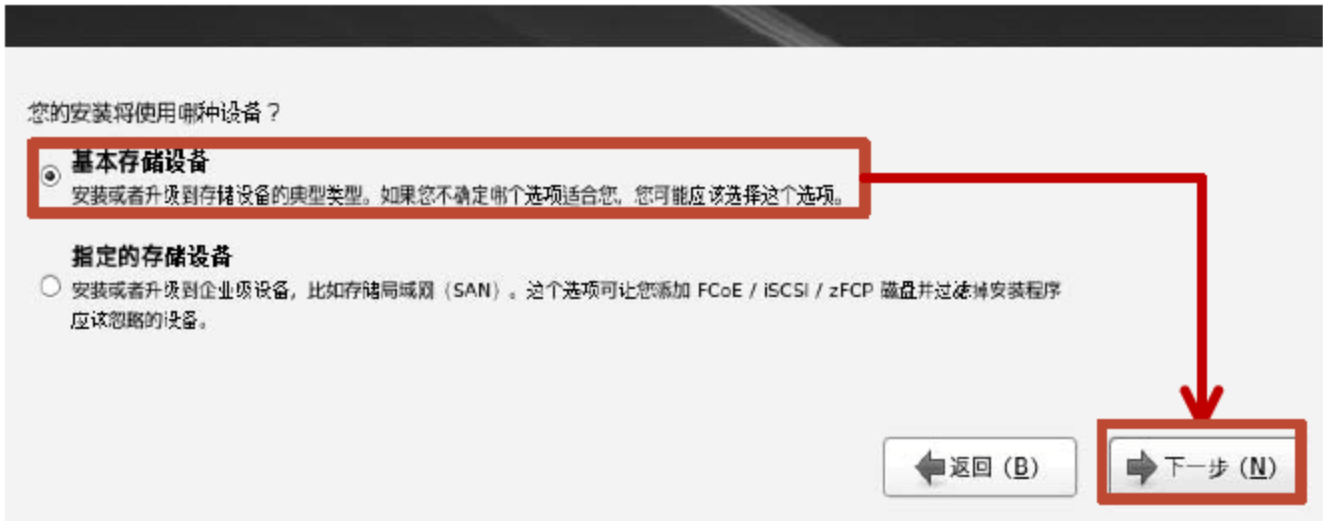 您的安装将使用哪种设备？
基本存储设备
安装或者升级到存储设备的典型类型。如果您不确定哪个选项适合您，您可能应该选择这个选项。
指定的存储设备
安装或者升级到企业级设备，比如存储局域网（SAN）。这个选项可让您添加 FCoE / iSCSI / zFCP 磁盘并过滤掉安装程序
应该忽略的设备。
返回（B） 下一步（N）